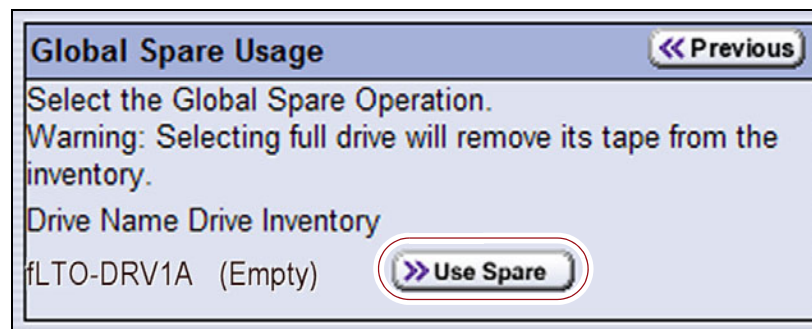 Global Spare Usage
Previous
Select the Global Spare Operation.
Warning: Selecting full drive will remove its tape from the
inventory.
Drive Name Drive Inventory
fLTO-DRV1A (Empty) Use Spare